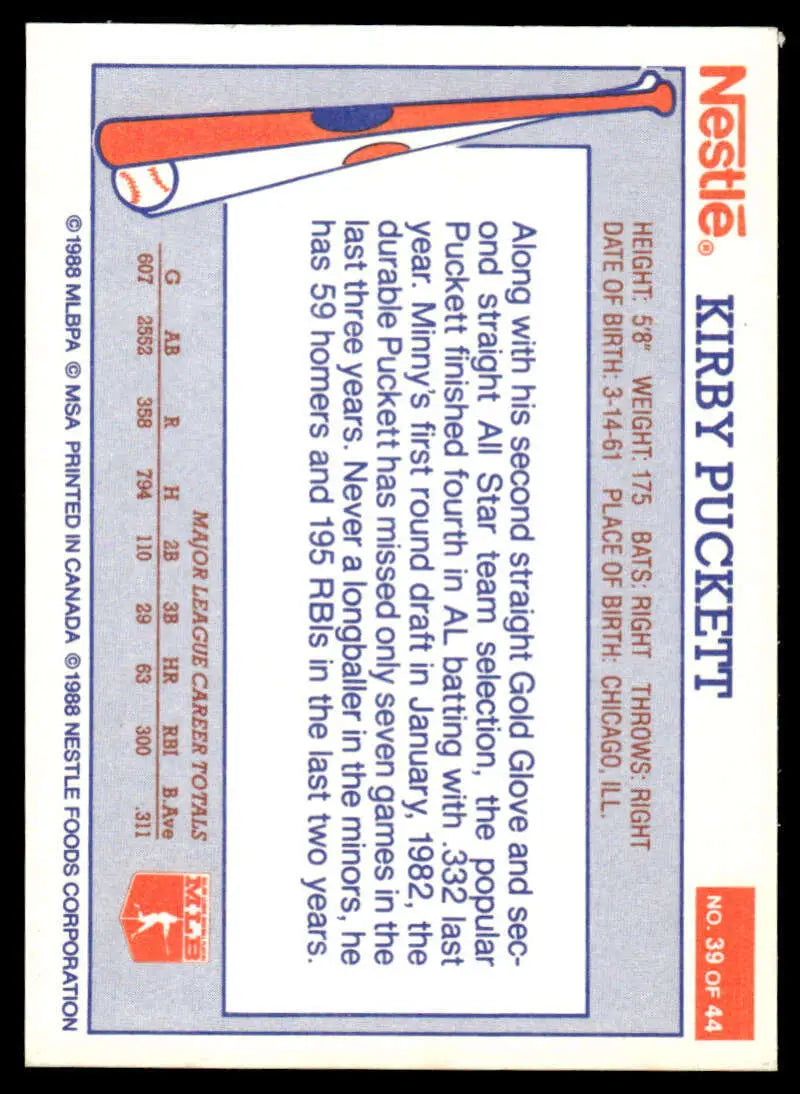 Nestlé®
KIRBY PUCKETT
NO. 39 OF 44
HEIGHT: 5'8" WEIGHT: 175 BATS: RIGHT THROWS: RIGHT
DATE OF BIRTH: 3-14-61 PLACE OF BIRTH: CHICAGO, ILL.
Along with his second straight Gold Glove and sec-
ond straight All Star team selection, the popular
Puckett finished fourth in AL batting with .332 last
year. Minny's first round draft in January, 1982, the
durable Puckett has missed only seven games in the
last three years. Never a longballer in the minors, he
has 59 homers and 195 RBIs in the last two years.
MAJOR LEAGUE CAREER TOTALS
G AB R H 2B 3B HR RBI B.Ave
607 2552 358 794 110 29 63 300 .311
MLB
©1988 MLBPA © MSA PRINTED IN CANADA ©1988 NESTLE FOODS CORPORATION